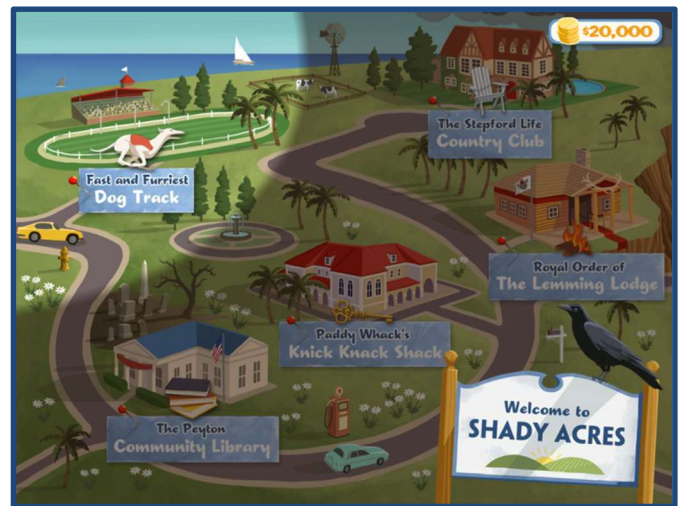 $20,000
The Stepford Life
Country Club
Fast and Furriest
Dog Track
Royal Order of
The Lemming Lodge
Paddy Whack's
Knick Knack Shack
The Peyton
Community Library
Welcome to
SHADY ACRES